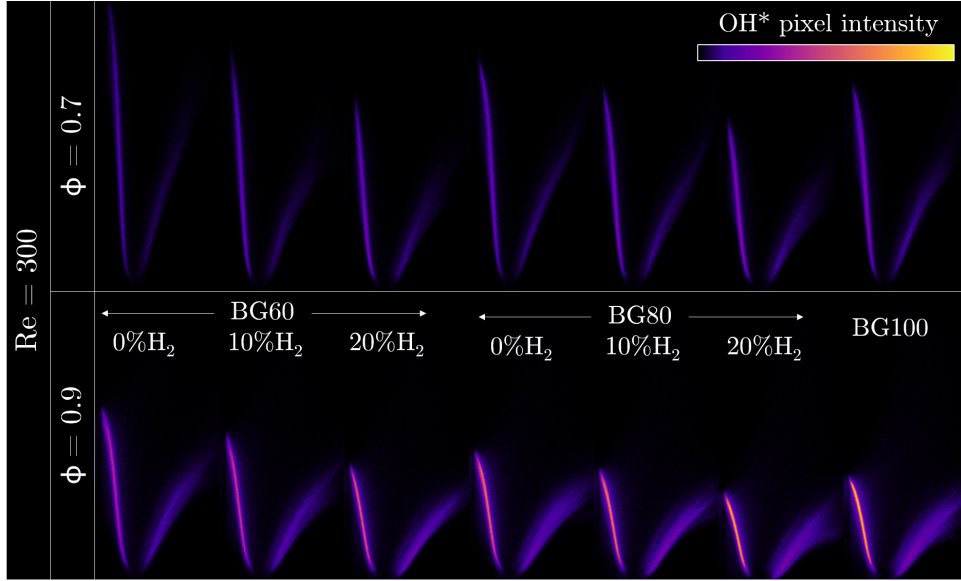 OH* pixel intensity
ϕ = 0.7
Re = 300
BG60
0%H₂ 10%H₂ 20%H₂
BG80
0%H₂ 10%H₂ 20%H₂
BG100
ϕ = 0.9